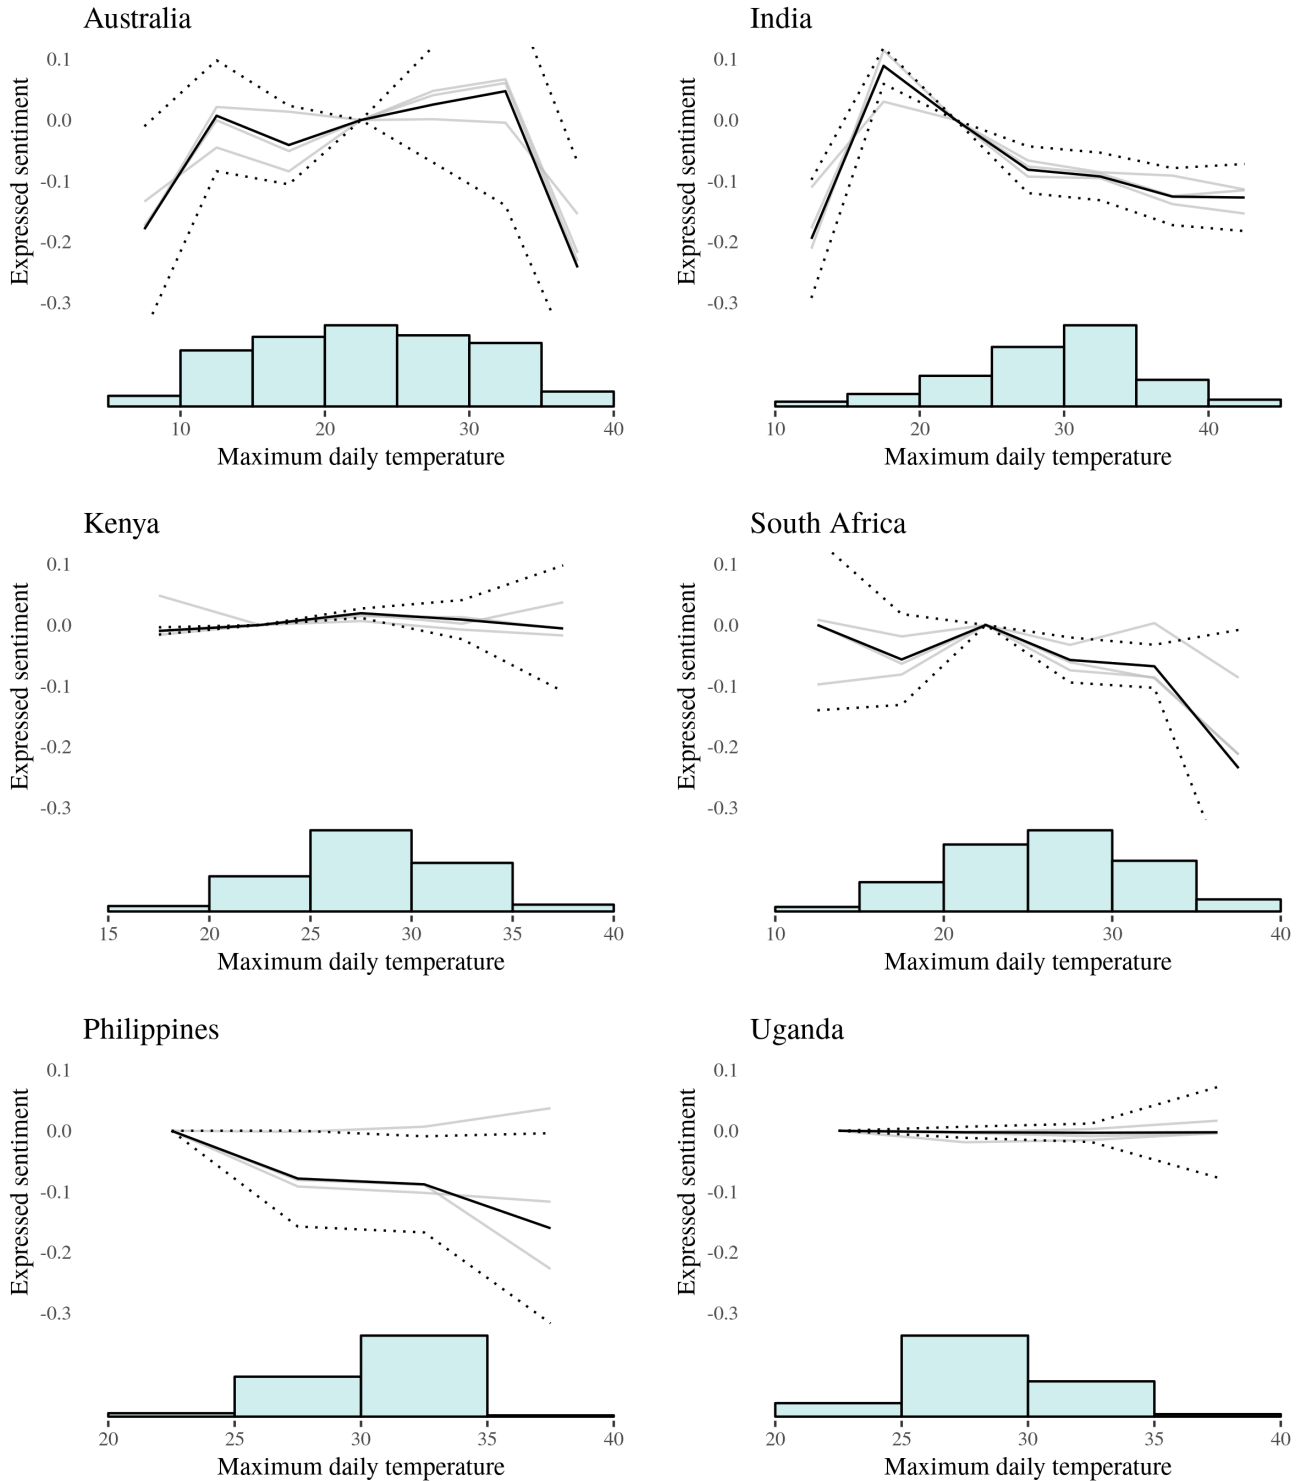 Australia
Expressed sentiment
0.1
0.0
-0.1
-0.2
-0.3
10 20 30 40
Maximum daily temperature
India
Expressed sentiment
0.1
0.0
-0.1
-0.2
-0.3
10 20 30 40
Maximum daily temperature
Kenya
Expressed sentiment
0.1
0.0
-0.1
-0.2
-0.3
15 20 25 30 35 40
Maximum daily temperature
South Africa
Expressed sentiment
0.1
0.0
-0.1
-0.2
-0.3
10 20 30 40
Maximum daily temperature
Philippines
Expressed sentiment
0.1
0.0
-0.1
-0.2
-0.3
20 25 30 35 40
Maximum daily temperature
Uganda
Expressed sentiment
0.1
0.0
-0.1
-0.2
-0.3
20 25 30 35 40
Maximum daily temperature